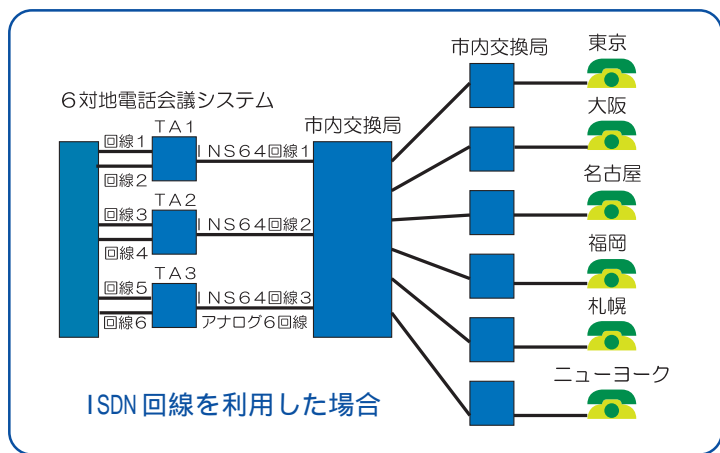 6対地電話会議システム
回線1
回線2
回線3
回線4
回線5
回線6
TA1
TA2
TA3
INS64回線1
INS64回線2
INS64回線3
アナログ6回線
市内交換局
市内交換局
東京
大阪
名古屋
福岡
札幌
ニューヨーク
ISDN回線を利用した場合